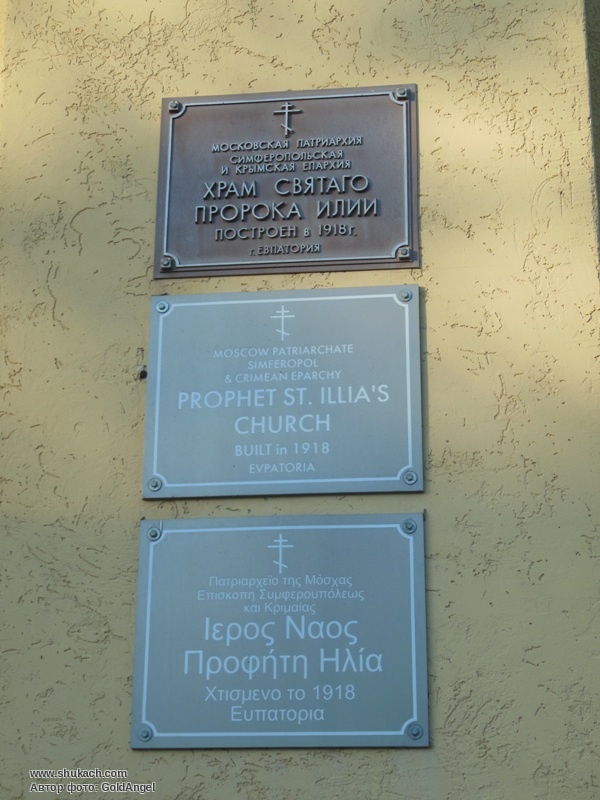 МОСКОВСКАЯ ПАТРИАРХИЯ
СИМФЕРОПОЛЬСКАЯ
И КРЫМСКАЯ ЕПАРХИЯ
ХРАМ СВЯТАГО
ПРОРОКА ИЛИИ
ПОСТРОЕН в 1918 г.
г. ЕВПАТОРИЯ
MOSCOW PATRIARCHATE
SIMFEROPOL
& CRIMEAN EPARCHY
PROPHET ST. ILLIA'S
CHURCH
BUILT in 1918
EVPATORIA
Πατριαρχείο της Μόσχας
Επισκοπη Συμφερουπόλεως
και Κριμαίας
Ιερος Ναος
Προφήτη Ηλία
Χτισμενο το 1918
Ευπατορια
www.shukach.com
Автор фото: GoldAngel